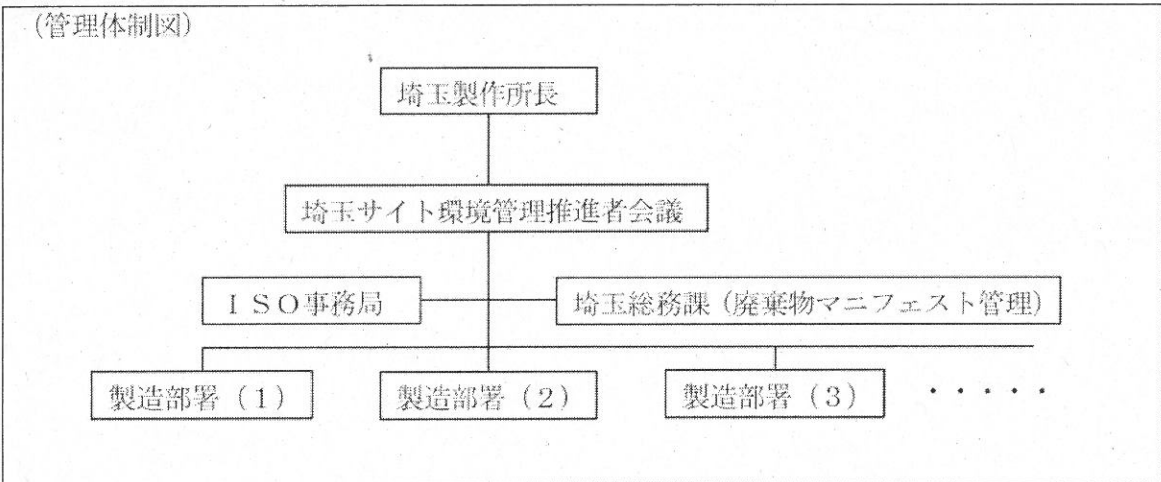 (管理体制図)
埼玉製作所長
埼玉サイト環境管理推進者会議
ISO事務局
埼玉総務課(廃棄物マニフェスト管理)
製造部署(1)
製造部署(2)
製造部署(3)
・・・・・